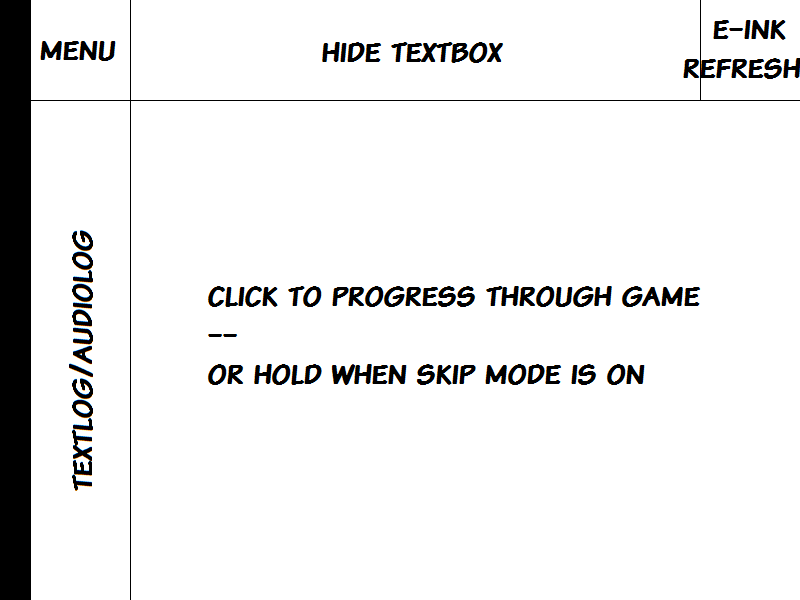 MENU
HIDE TEXTBOX
E-INK
REFRESH
TEXTLOG/AUDIOLOG
CLICK TO PROGRESS THROUGH GAME
--
OR HOLD WHEN SKIP MODE IS ON